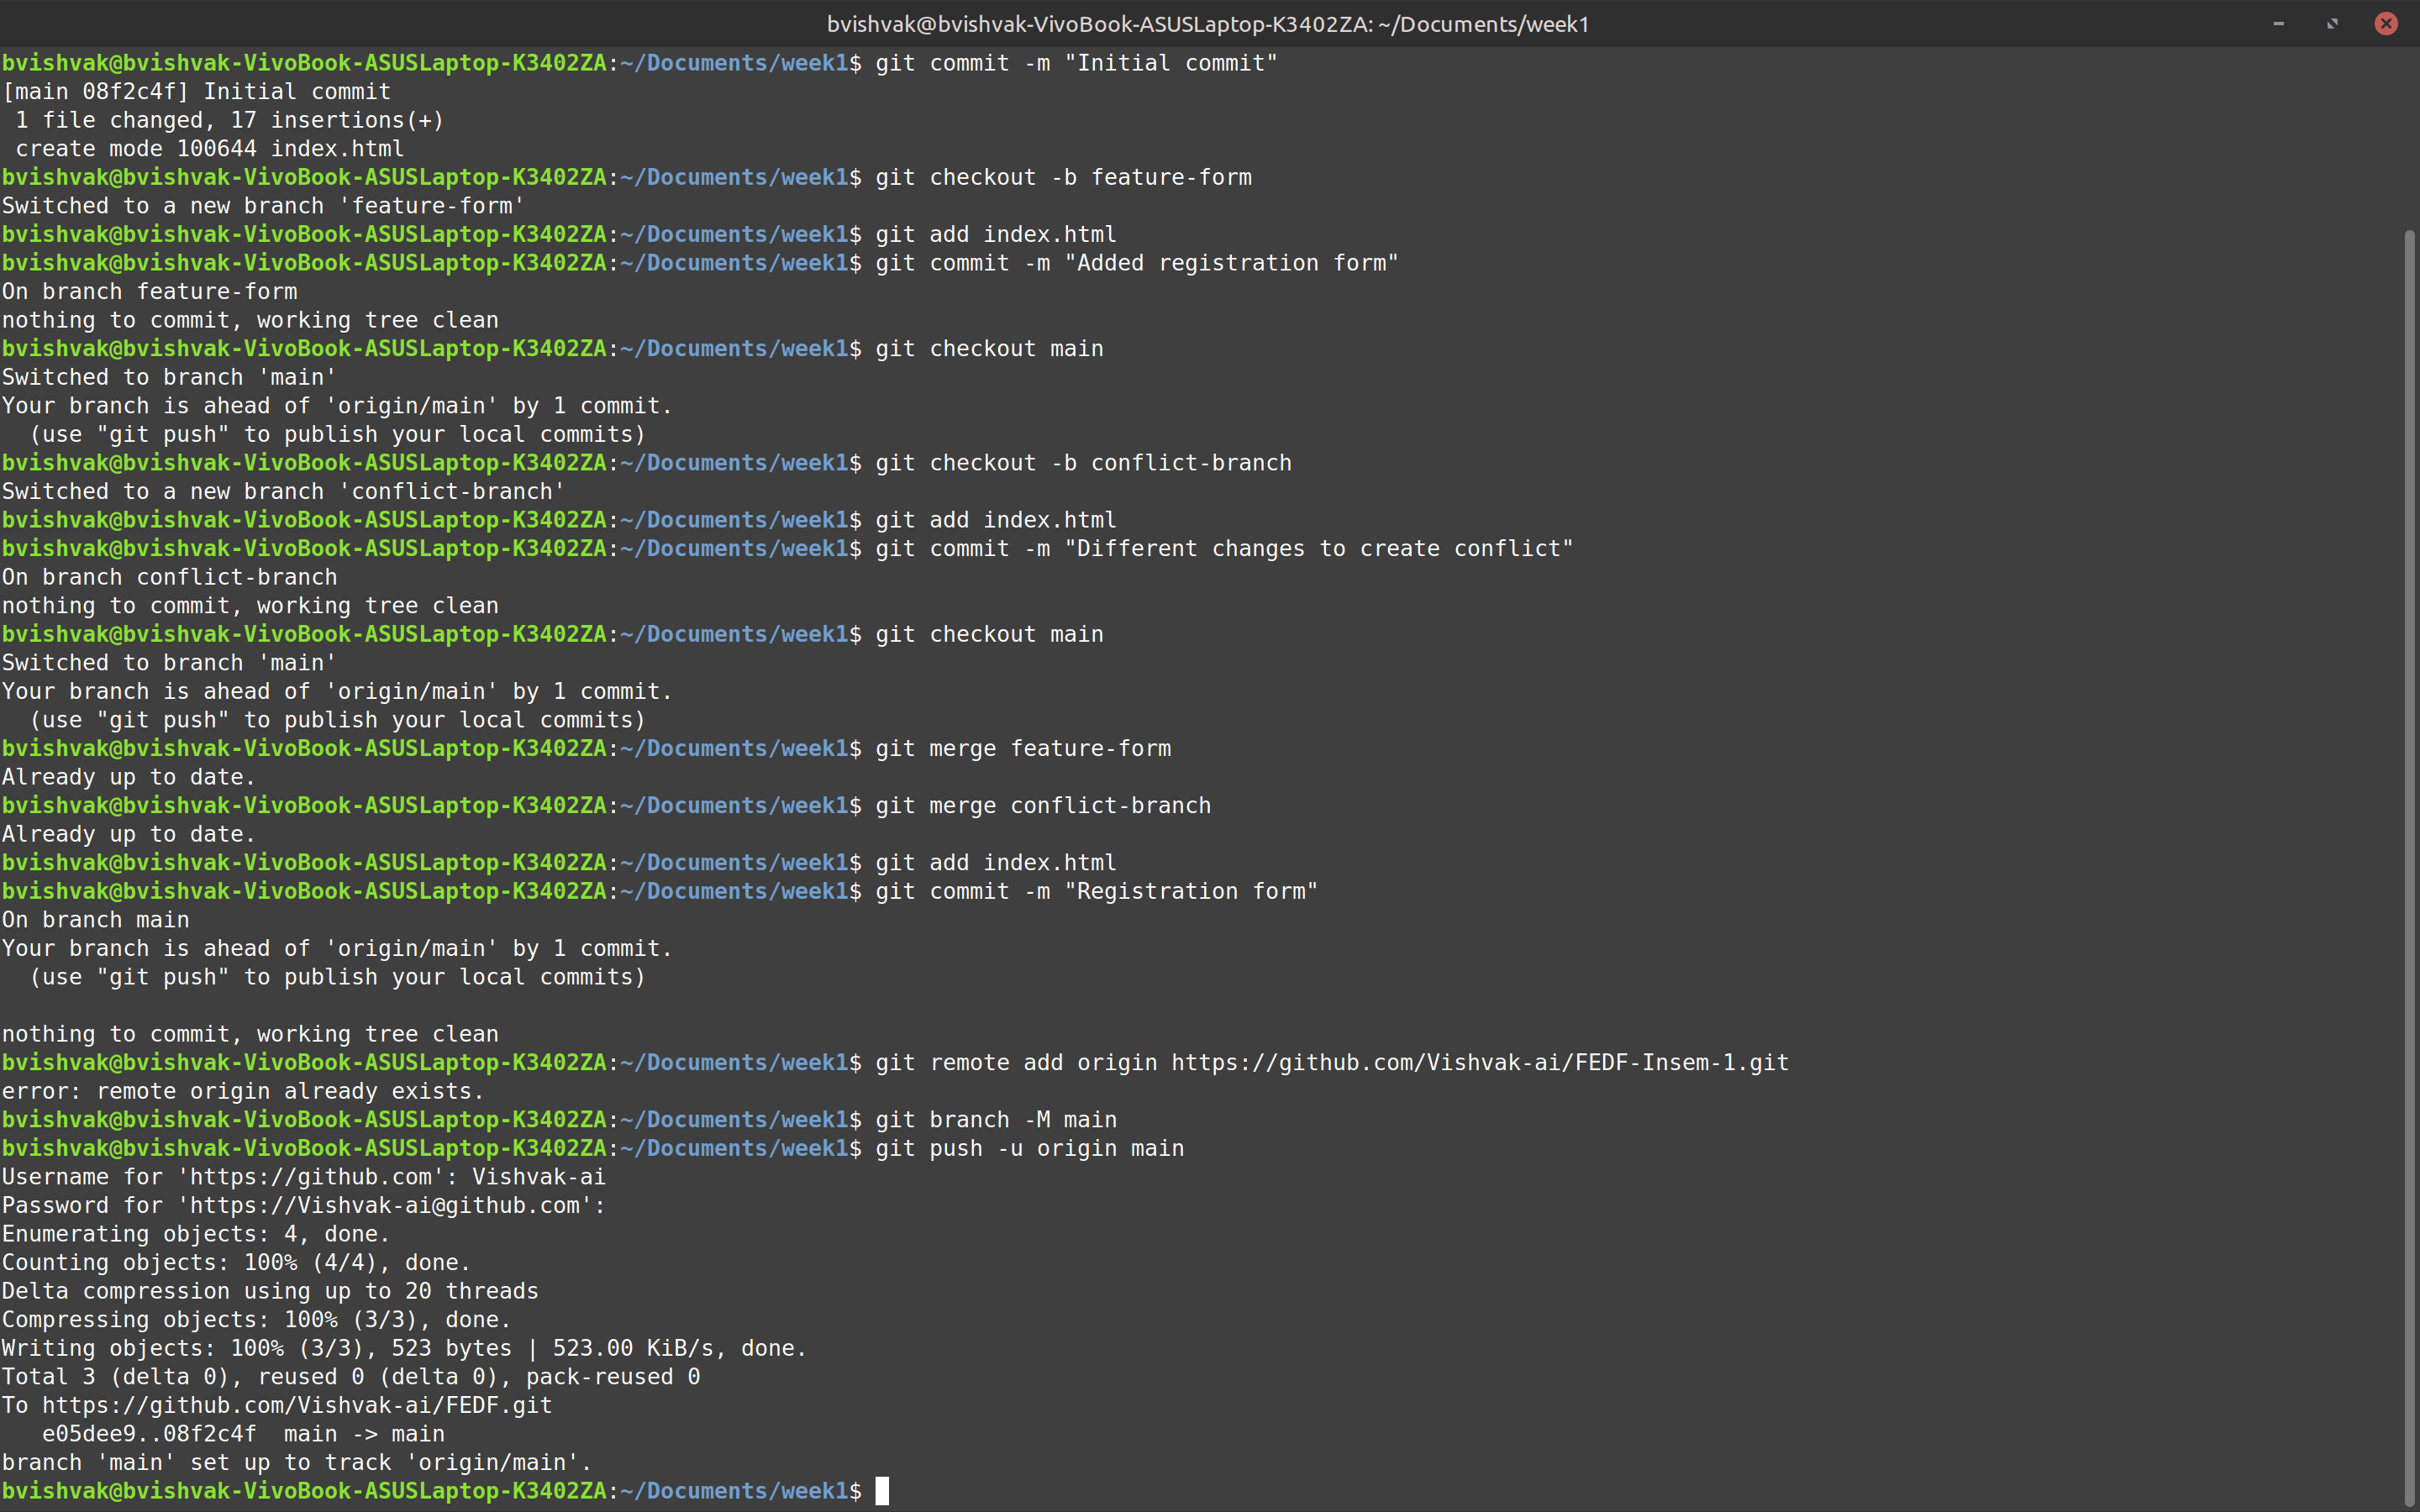 bvishvak@bvishvak-VivoBook-ASUSLaptop-K3402ZA: ~/Documents/week1
bvishvak@bvishvak-VivoBook-ASUSLaptop-K3402ZA:~/Documents/week1$ git commit -m "Initial commit"
[main 08f2c4f] Initial commit
 1 file changed, 17 insertions(+)
 create mode 100644 index.html
bvishvak@bvishvak-VivoBook-ASUSLaptop-K3402ZA:~/Documents/week1$ git checkout -b feature-form
Switched to a new branch 'feature-form'
bvishvak@bvishvak-VivoBook-ASUSLaptop-K3402ZA:~/Documents/week1$ git add index.html
bvishvak@bvishvak-VivoBook-ASUSLaptop-K3402ZA:~/Documents/week1$ git commit -m "Added registration form"
On branch feature-form
nothing to commit, working tree clean
bvishvak@bvishvak-VivoBook-ASUSLaptop-K3402ZA:~/Documents/week1$ git checkout main
Switched to branch 'main'
Your branch is ahead of 'origin/main' by 1 commit.
  (use "git push" to publish your local commits)
bvishvak@bvishvak-VivoBook-ASUSLaptop-K3402ZA:~/Documents/week1$ git checkout -b conflict-branch
Switched to a new branch 'conflict-branch'
bvishvak@bvishvak-VivoBook-ASUSLaptop-K3402ZA:~/Documents/week1$ git add index.html
bvishvak@bvishvak-VivoBook-ASUSLaptop-K3402ZA:~/Documents/week1$ git commit -m "Different changes to create conflict"
On branch conflict-branch
nothing to commit, working tree clean
bvishvak@bvishvak-VivoBook-ASUSLaptop-K3402ZA:~/Documents/week1$ git checkout main
Switched to branch 'main'
Your branch is ahead of 'origin/main' by 1 commit.
  (use "git push" to publish your local commits)
bvishvak@bvishvak-VivoBook-ASUSLaptop-K3402ZA:~/Documents/week1$ git merge feature-form
Already up to date.
bvishvak@bvishvak-VivoBook-ASUSLaptop-K3402ZA:~/Documents/week1$ git merge conflict-branch
Already up to date.
bvishvak@bvishvak-VivoBook-ASUSLaptop-K3402ZA:~/Documents/week1$ git add index.html
bvishvak@bvishvak-VivoBook-ASUSLaptop-K3402ZA:~/Documents/week1$ git commit -m "Registration form"
On branch main
Your branch is ahead of 'origin/main' by 1 commit.
  (use "git push" to publish your local commits)

nothing to commit, working tree clean
bvishvak@bvishvak-VivoBook-ASUSLaptop-K3402ZA:~/Documents/week1$ git remote add origin https://github.com/Vishvak-ai/FEDF-Insem-1.git
error: remote origin already exists.
bvishvak@bvishvak-VivoBook-ASUSLaptop-K3402ZA:~/Documents/week1$ git branch -M main
bvishvak@bvishvak-VivoBook-ASUSLaptop-K3402ZA:~/Documents/week1$ git push -u origin main
Username for 'https://github.com': Vishvak-ai
Password for 'https://Vishvak-ai@github.com':
Enumerating objects: 4, done.
Counting objects: 100% (4/4), done.
Delta compression using up to 20 threads
Compressing objects: 100% (3/3), done.
Writing objects: 100% (3/3), 523 bytes | 523.00 KiB/s, done.
Total 3 (delta 0), reused 0 (delta 0), pack-reused 0
To https://github.com/Vishvak-ai/FEDF.git
   e05dee9..08f2c4f  main -> main
branch 'main' set up to track 'origin/main'.
bvishvak@bvishvak-VivoBook-ASUSLaptop-K3402ZA:~/Documents/week1$